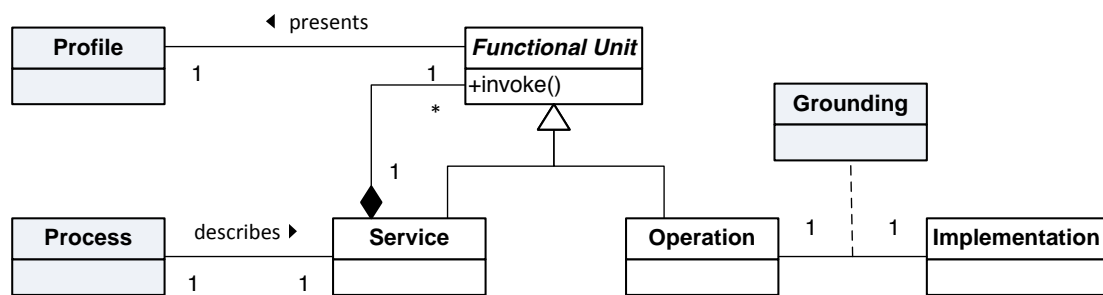 ◀ presents
Profile
Functional Unit
1
1
+invoke()
*
Grounding
1
describes ▶
Process
Service
Operation
1
1
Implementation
1
1